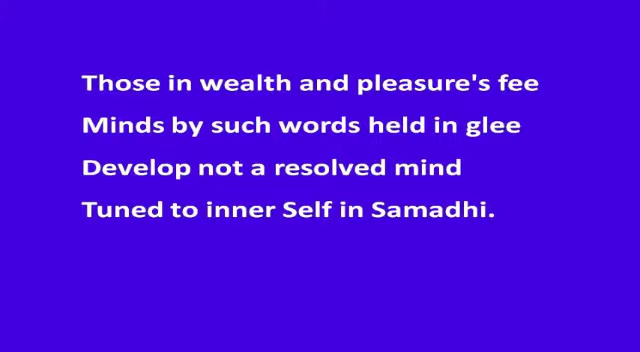 Those in wealth and pleasure's fee
Minds by such words held in glee
Develop not a resolved mind
Tuned to inner Self in Samadhi.